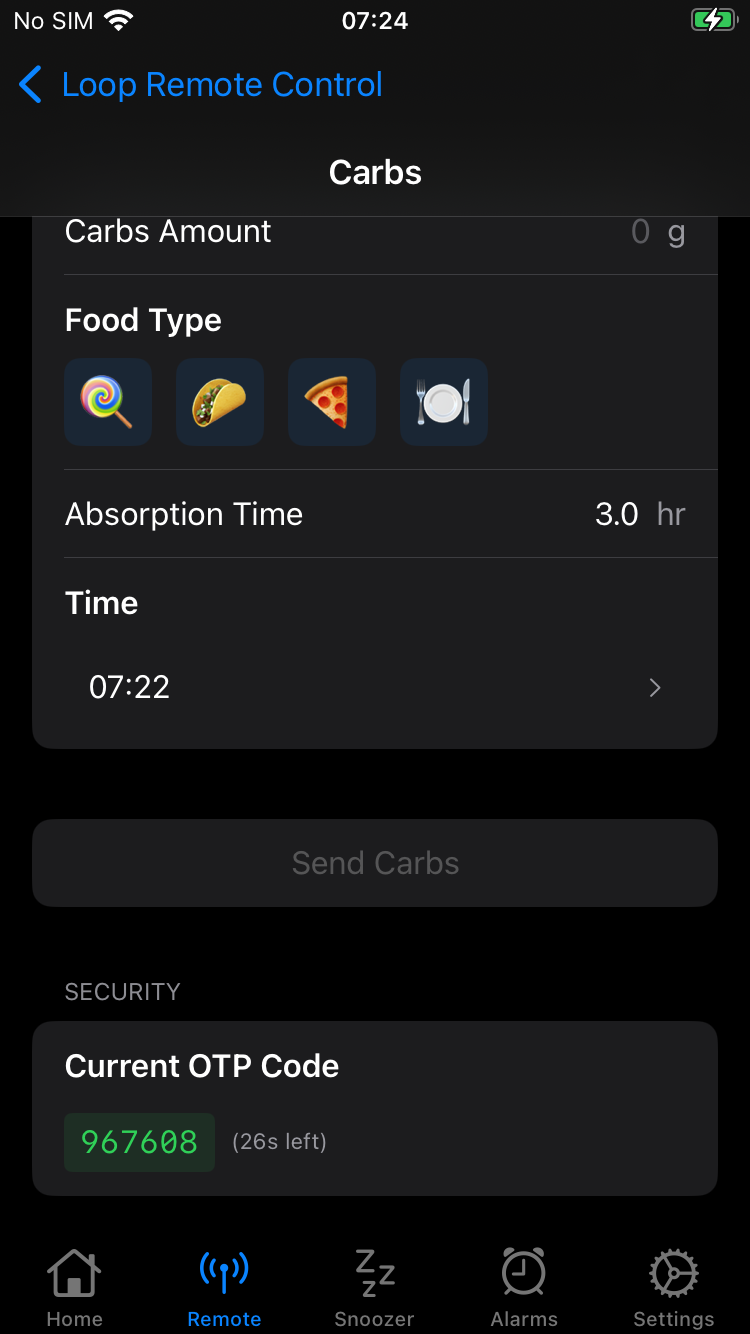 No SIM 07:24
Loop Remote Control
Carbs
Carbs Amount 0 g
Food Type
Absorption Time 3.0 hr
Time
07:22
Send Carbs
SECURITY
Current OTP Code
967608 (26s left)
Home Remote Snoozer Alarms Settings